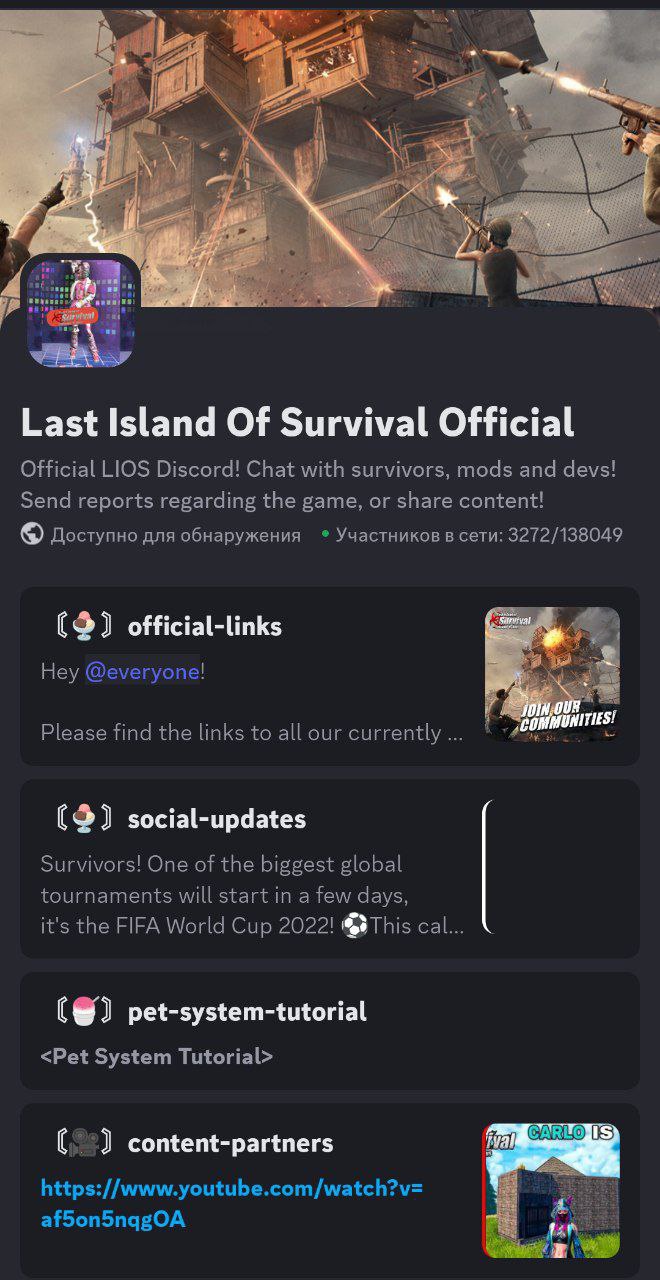 Survival
Last Island Of Survival Official
Official LIOS Discord! Chat with survivors, mods and devs!
Send reports regarding the game, or share content!
Доступно для обнаружения • Участников в сети: 3272/138049
〘🍨〙 official-links
Hey @everyone!
Please find the links to all our currently ...
Survival
JOIN OUR
COMMUNITIES!
〘🍨〙 social-updates
Survivors! One of the biggest global
tournaments will start in a few days,
it's the FIFA World Cup 2022! ⚽This cal...
〘🍧〙 pet-system-tutorial
<Pet System Tutorial>
〘🎥〙 content-partners
https://www.youtube.com/watch?v=
af5on5nqgOA
ival CARLO IS